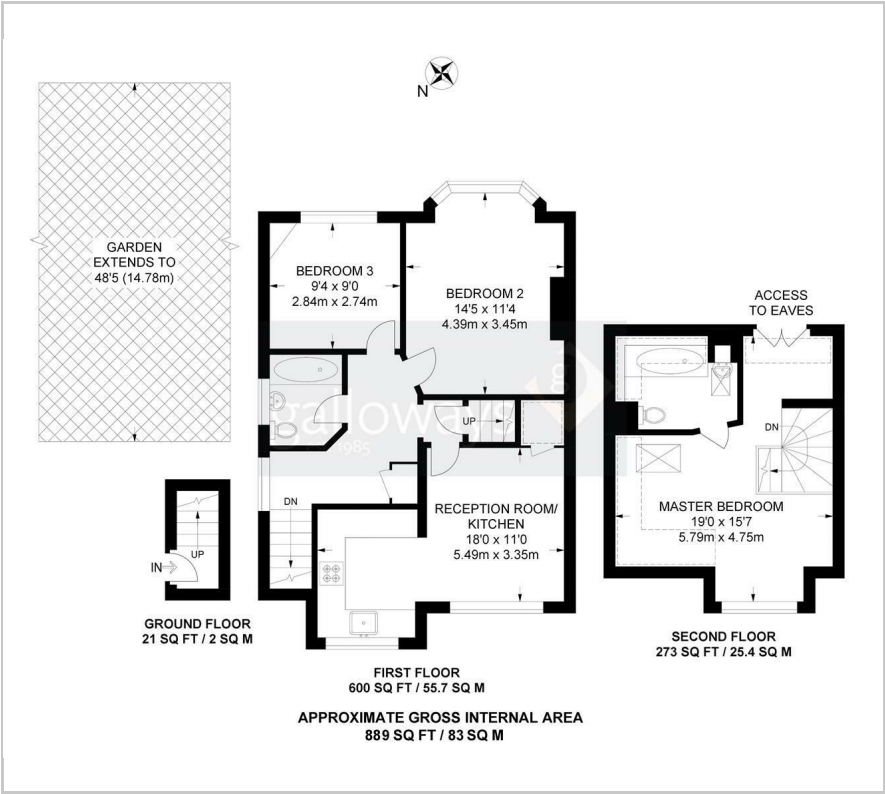 N
GARDEN
EXTENDS TO
48'5 (14.78m)
BEDROOM 3
9'4 x 9'0
2.84m x 2.74m
BEDROOM 2
14'5 x 11'4
4.39m x 3.45m
ACCESS
TO EAVES
galloways
1985
g
UP
DN
DN
RECEPTION ROOM/
KITCHEN
18'0 x 11'0
5.49m x 3.35m
MASTER BEDROOM
19'0 x 15'7
5.79m x 4.75m
UP
IN
GROUND FLOOR
21 SQ FT / 2 SQ M
SECOND FLOOR
273 SQ FT / 25.4 SQ M
FIRST FLOOR
600 SQ FT / 55.7 SQ M
APPROXIMATE GROSS INTERNAL AREA
889 SQ FT / 83 SQ M